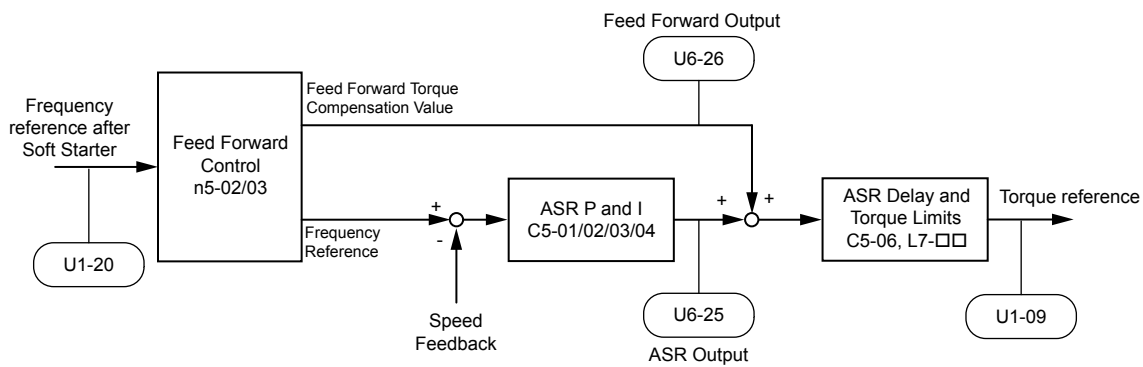 Feed Forward Output
U6-26
Frequency
reference after
Soft Starter
Feed Forward Torque
Compensation Value
Feed Forward
Control
n5-02/03
U1-20
+
-
Frequency
Reference
ASR P and I
C5-01/02/03/04
+
+
ASR Delay and
Torque Limits
C5-06, L7-□□
Torque reference
Speed
Feedback
U6-25
ASR Output
U1-09